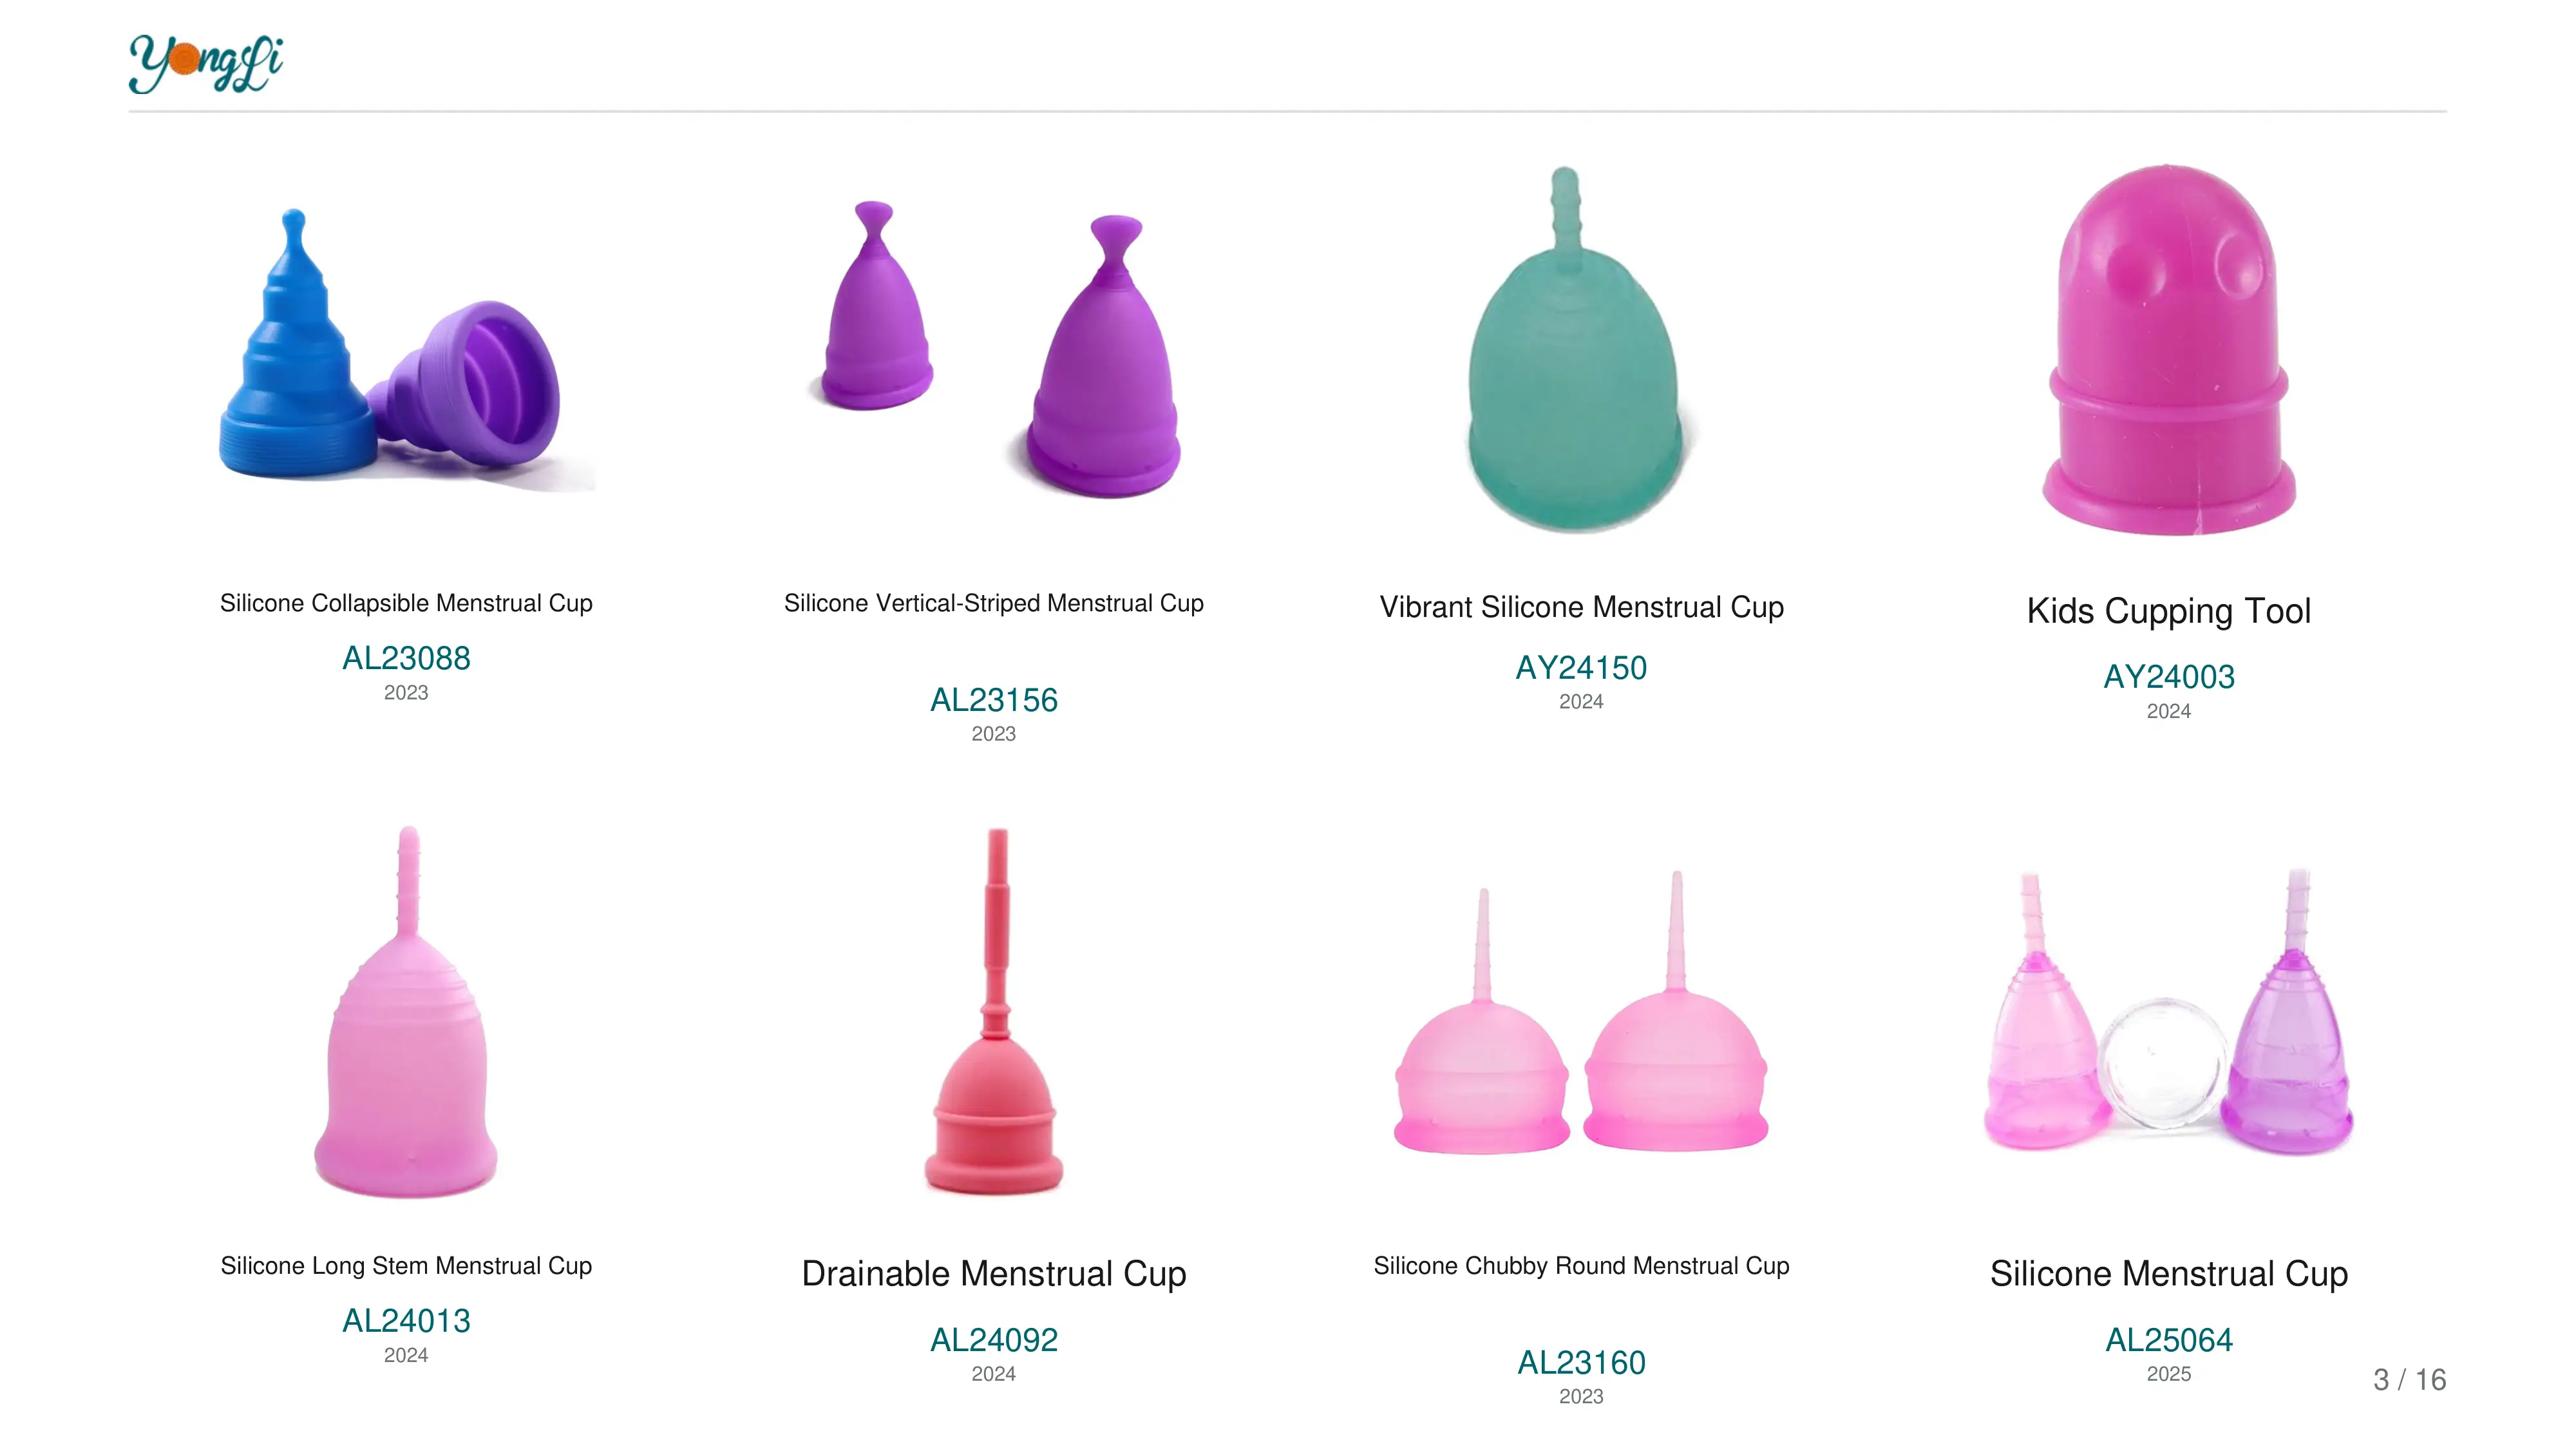 YongLi
Silicone Collapsible Menstrual Cup
AL23088
2023
Silicone Vertical-Striped Menstrual Cup
AL23156
2023
Vibrant Silicone Menstrual Cup
AY24150
2024
Kids Cupping Tool
AY24003
2024
Silicone Long Stem Menstrual Cup
AL24013
2024
Drainable Menstrual Cup
AL24092
2024
Silicone Chubby Round Menstrual Cup
AL23160
2023
Silicone Menstrual Cup
AL25064
2025
3 / 16